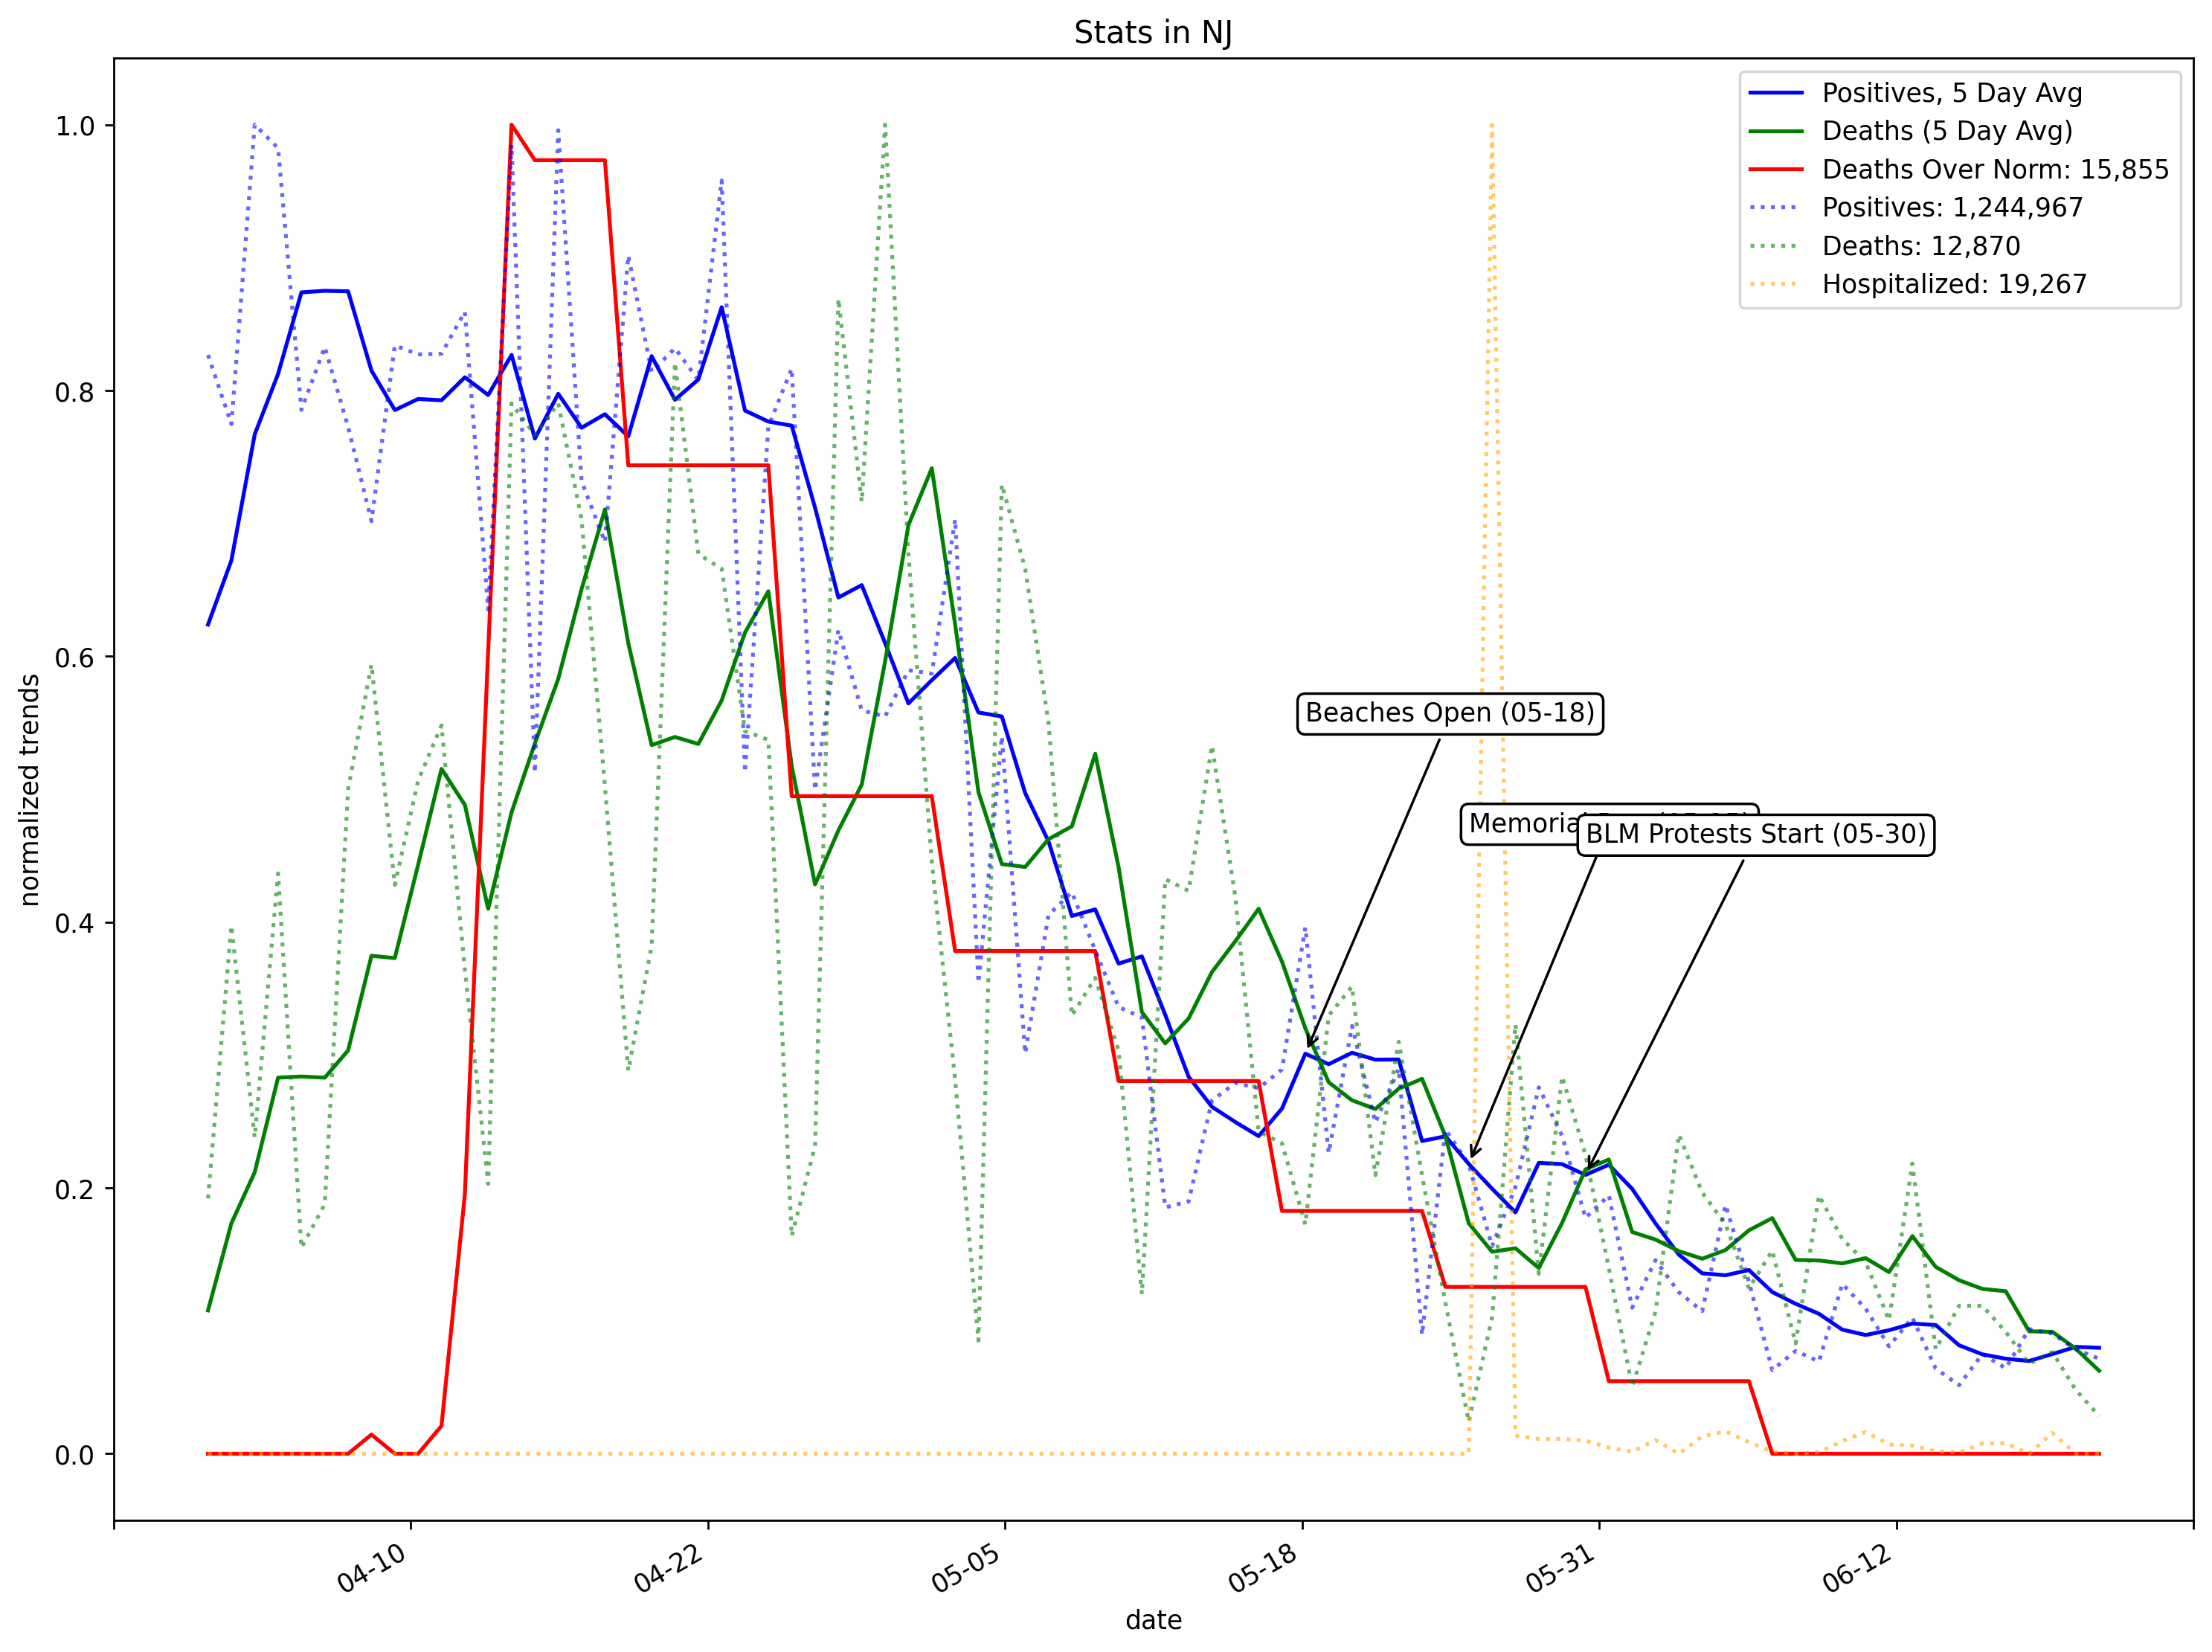 Stats in NJ
Positives, 5 Day Avg
Deaths (5 Day Avg)
Deaths Over Norm: 15,855
Positives: 1,244,967
Deaths: 12,870
Hospitalized: 19,267
1.0
0.8
0.6
0.4
0.2
0.0
normalized trends
Beaches Open (05-18)
Memorial
BLM Protests Start (05-30)
04-10
04-22
05-05
05-18
05-31
06-12
date